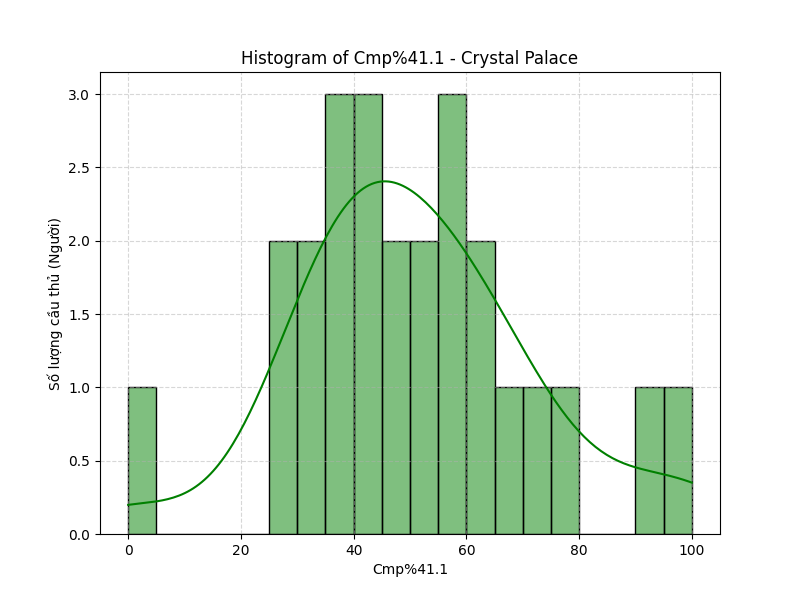 Histogram of Cmp%41.1 - Crystal Palace
3.0
2.5
2.0
1.5
1.0
0.5
0.0
Số lượng cầu thủ (Người)
0 20 40 60 80 100
Cmp%41.1